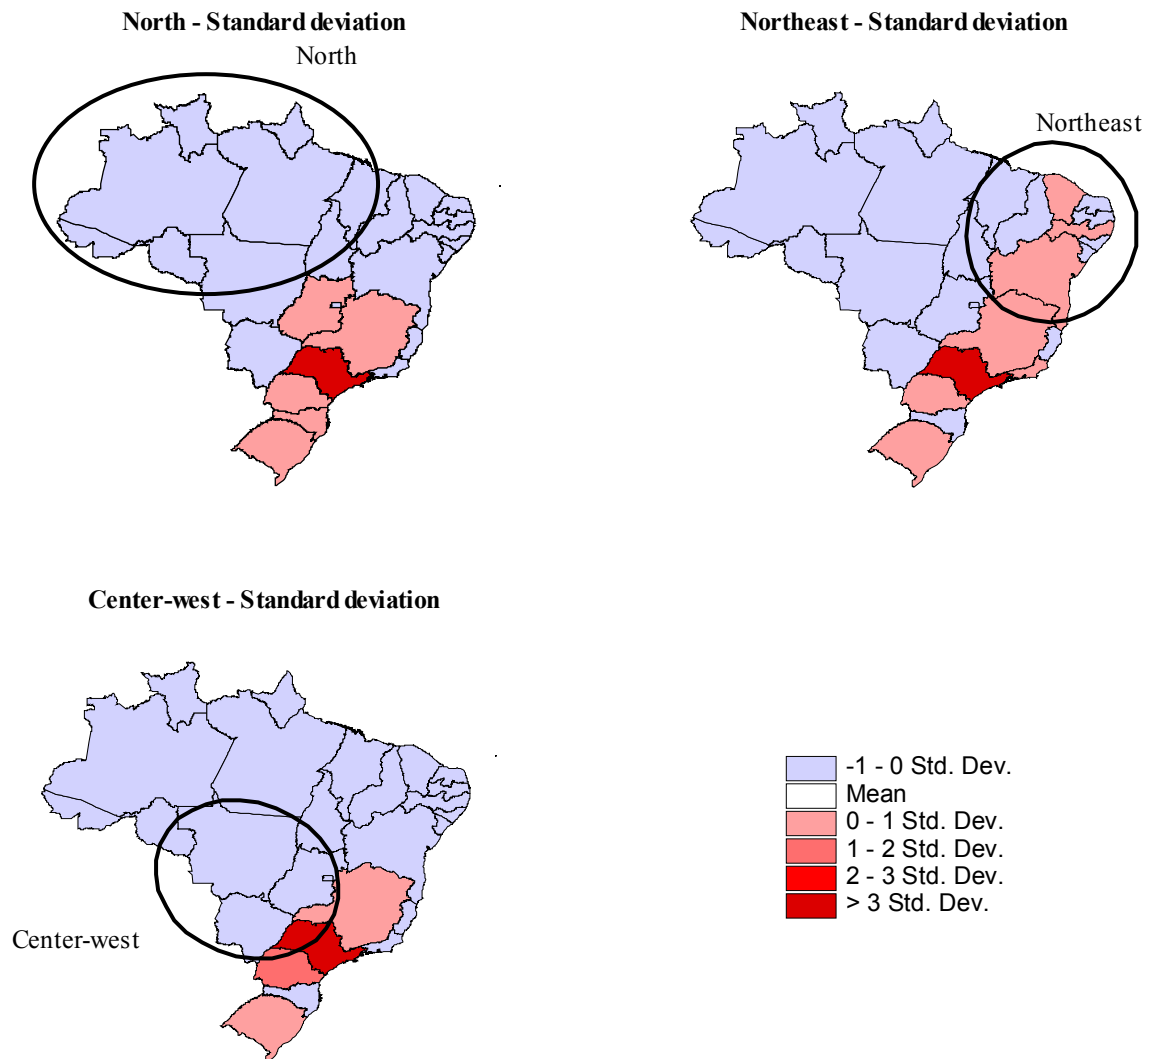 North - Standard deviation
North
Northeast - Standard deviation
Northeast
Center-west - Standard deviation
Center-west
-1 - 0 Std. Dev.
Mean
0 - 1 Std. Dev.
1 - 2 Std. Dev.
2 - 3 Std. Dev.
> 3 Std. Dev.